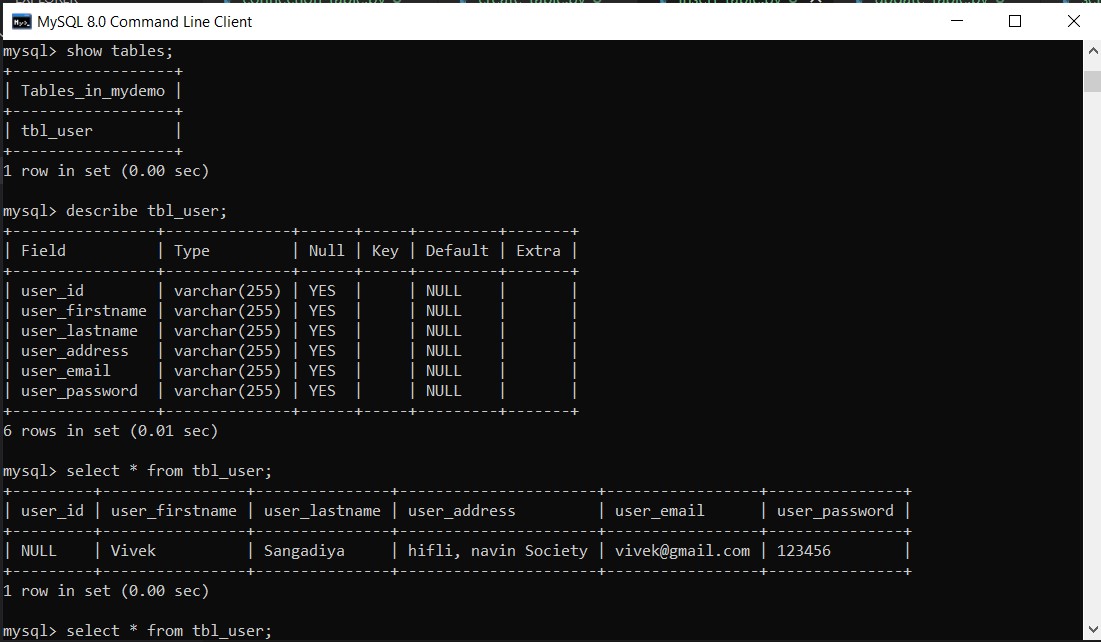 MySQL 8.0 Command Line Client
mysql> show tables;
+------------------+
| Tables_in_mydemo |
+------------------+
| tbl_user         |
+------------------+
1 row in set (0.00 sec)
mysql> describe tbl_user;
+----------------+--------------+------+-----+---------+-------+
| Field          | Type         | Null | Key | Default | Extra |
+----------------+--------------+------+-----+---------+-------+
| user_id        | varchar(255) | YES  |     | NULL    |       |
| user_firstname | varchar(255) | YES  |     | NULL    |       |
| user_lastname  | varchar(255) | YES  |     | NULL    |       |
| user_address   | varchar(255) | YES  |     | NULL    |       |
| user_email     | varchar(255) | YES  |     | NULL    |       |
| user_password  | varchar(255) | YES  |     | NULL    |       |
+----------------+--------------+------+-----+---------+-------+
6 rows in set (0.01 sec)
mysql> select * from tbl_user;
+---------+----------------+---------------+----------------------+-----------------+---------------+
| user_id | user_firstname | user_lastname | user_address         | user_email      | user_password |
+---------+----------------+---------------+----------------------+-----------------+---------------+
| NULL    | Vivek          | Sangadiya     | hifli, navin Society | vivek@gmail.com | 123456        |
+---------+----------------+---------------+----------------------+-----------------+---------------+
1 row in set (0.00 sec)
mysql> select * from tbl_user;